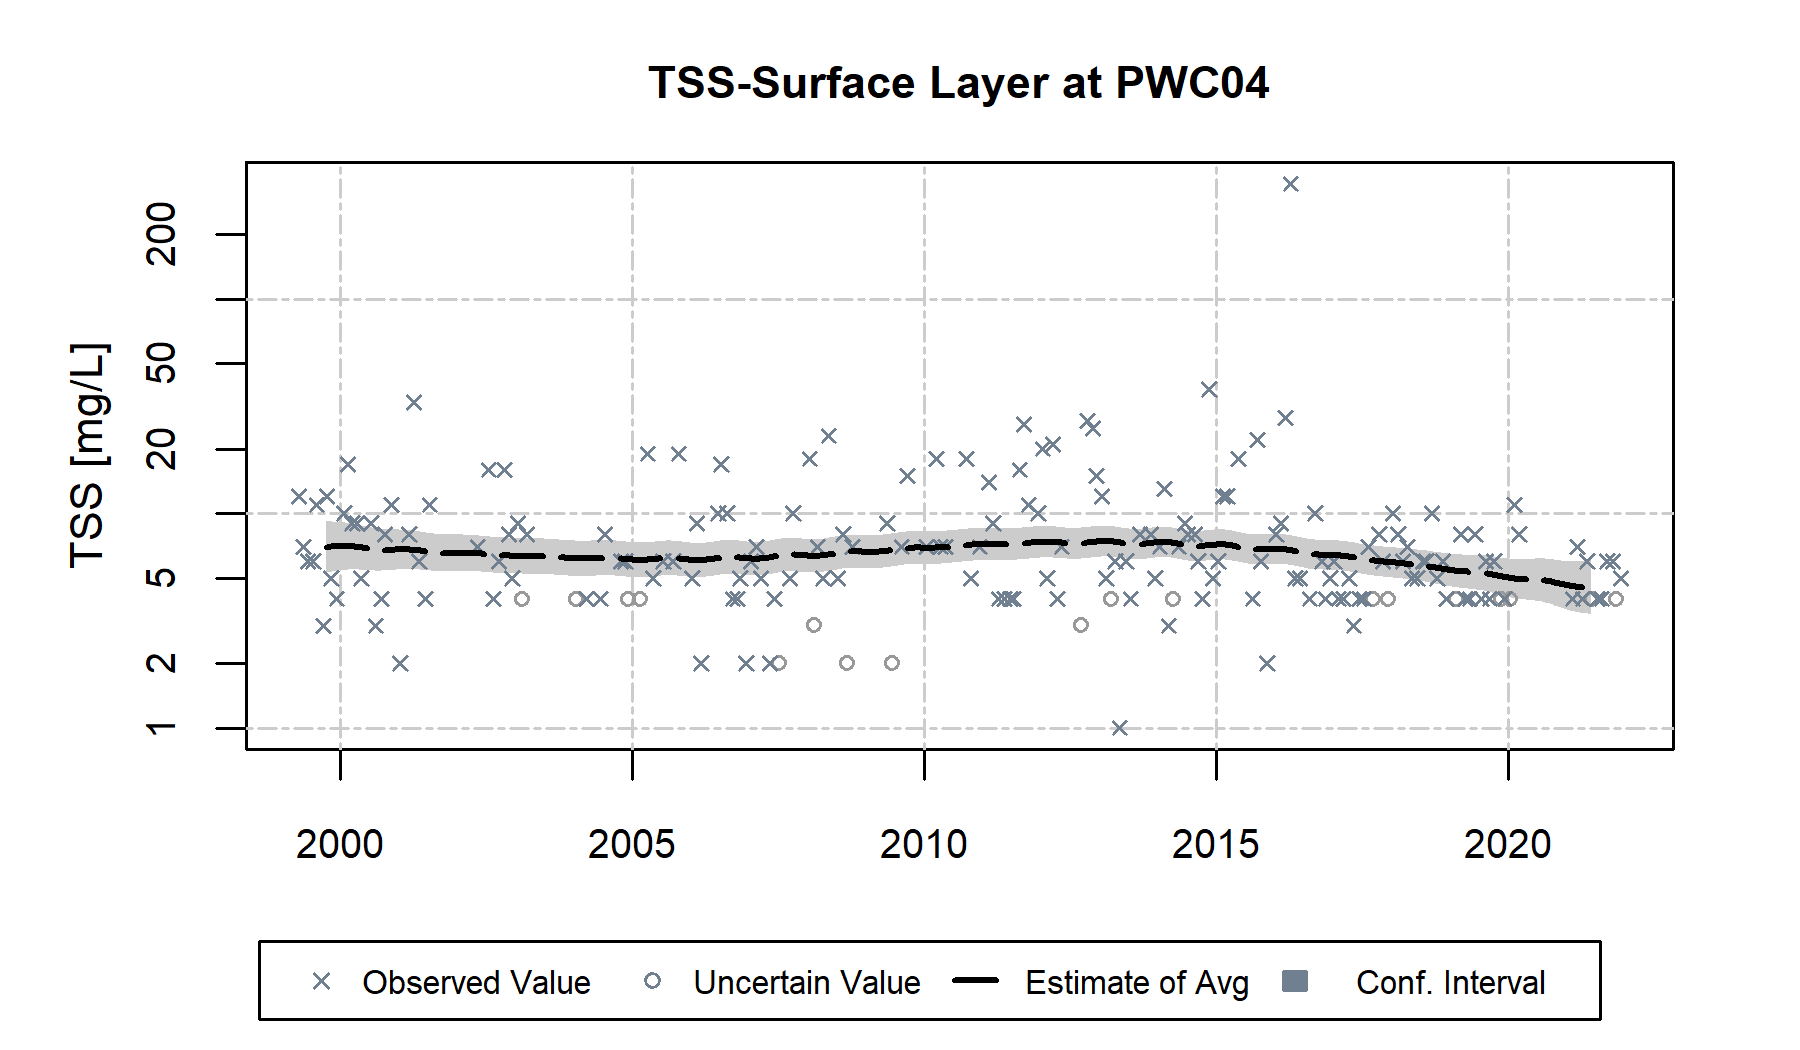 TSS-Surface Layer at PWC04
TSS [mg/L]
200
50
20
5
2
1
2000 2005 2010 2015 2020
Observed Value Uncertain Value Estimate of Avg Conf. Interval